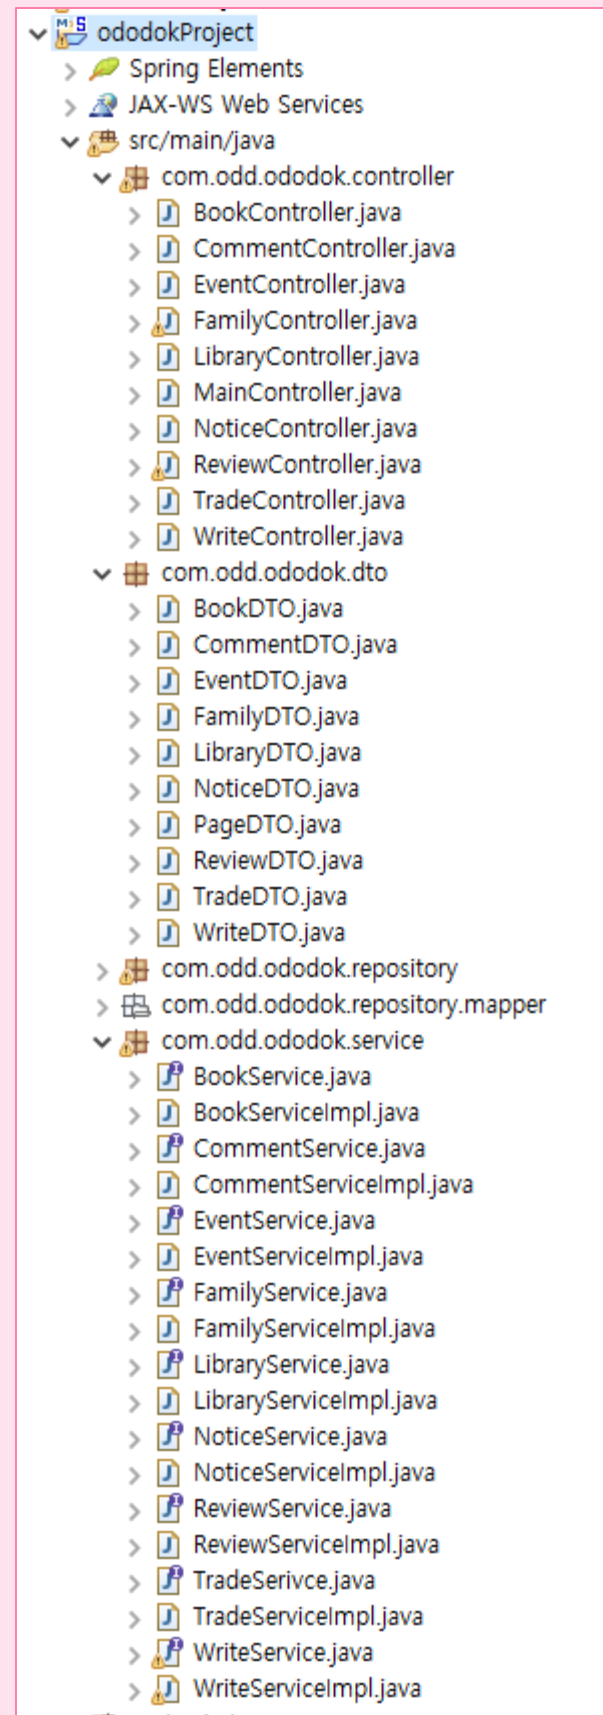 ododokProject
Spring Elements
JAX-WS Web Services
src/main/java
com.odd.ododok.controller
BookController.java
CommentController.java
EventController.java
FamilyController.java
LibraryController.java
MainController.java
NoticeController.java
ReviewController.java
TradeController.java
WriteController.java
com.odd.ododok.dto
BookDTO.java
CommentDTO.java
EventDTO.java
FamilyDTO.java
LibraryDTO.java
NoticeDTO.java
PageDTO.java
ReviewDTO.java
TradeDTO.java
WriteDTO.java
com.odd.ododok.repository
com.odd.ododok.repository.mapper
com.odd.ododok.service
BookService.java
BookServiceImpl.java
CommentService.java
CommentServiceImpl.java
EventService.java
EventServiceImpl.java
FamilyService.java
FamilyServiceImpl.java
LibraryService.java
LibraryServiceImpl.java
NoticeService.java
NoticeServiceImpl.java
ReviewService.java
ReviewServiceImpl.java
TradeSerivce.java
TradeServiceImpl.java
WriteService.java
WriteServiceImpl.java